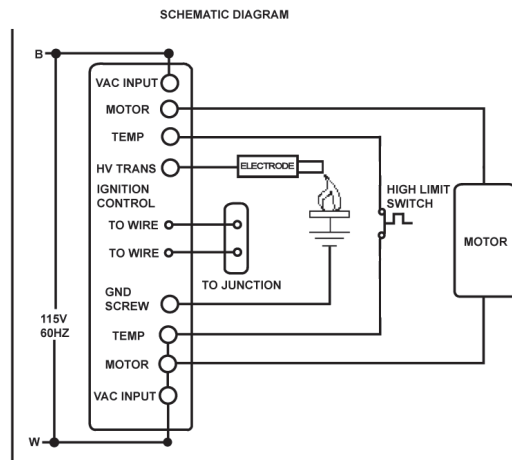 SCHEMATIC DIAGRAM
B
VAC INPUT
MOTOR
TEMP
HV TRANS
ELECTRODE
IGNITION
CONTROL
HIGH LIMIT
SWITCH
TO WIRE
TO WIRE
MOTOR
TO JUNCTION
GND
SCREW
115V
60HZ
TEMP
MOTOR
VAC INPUT
W